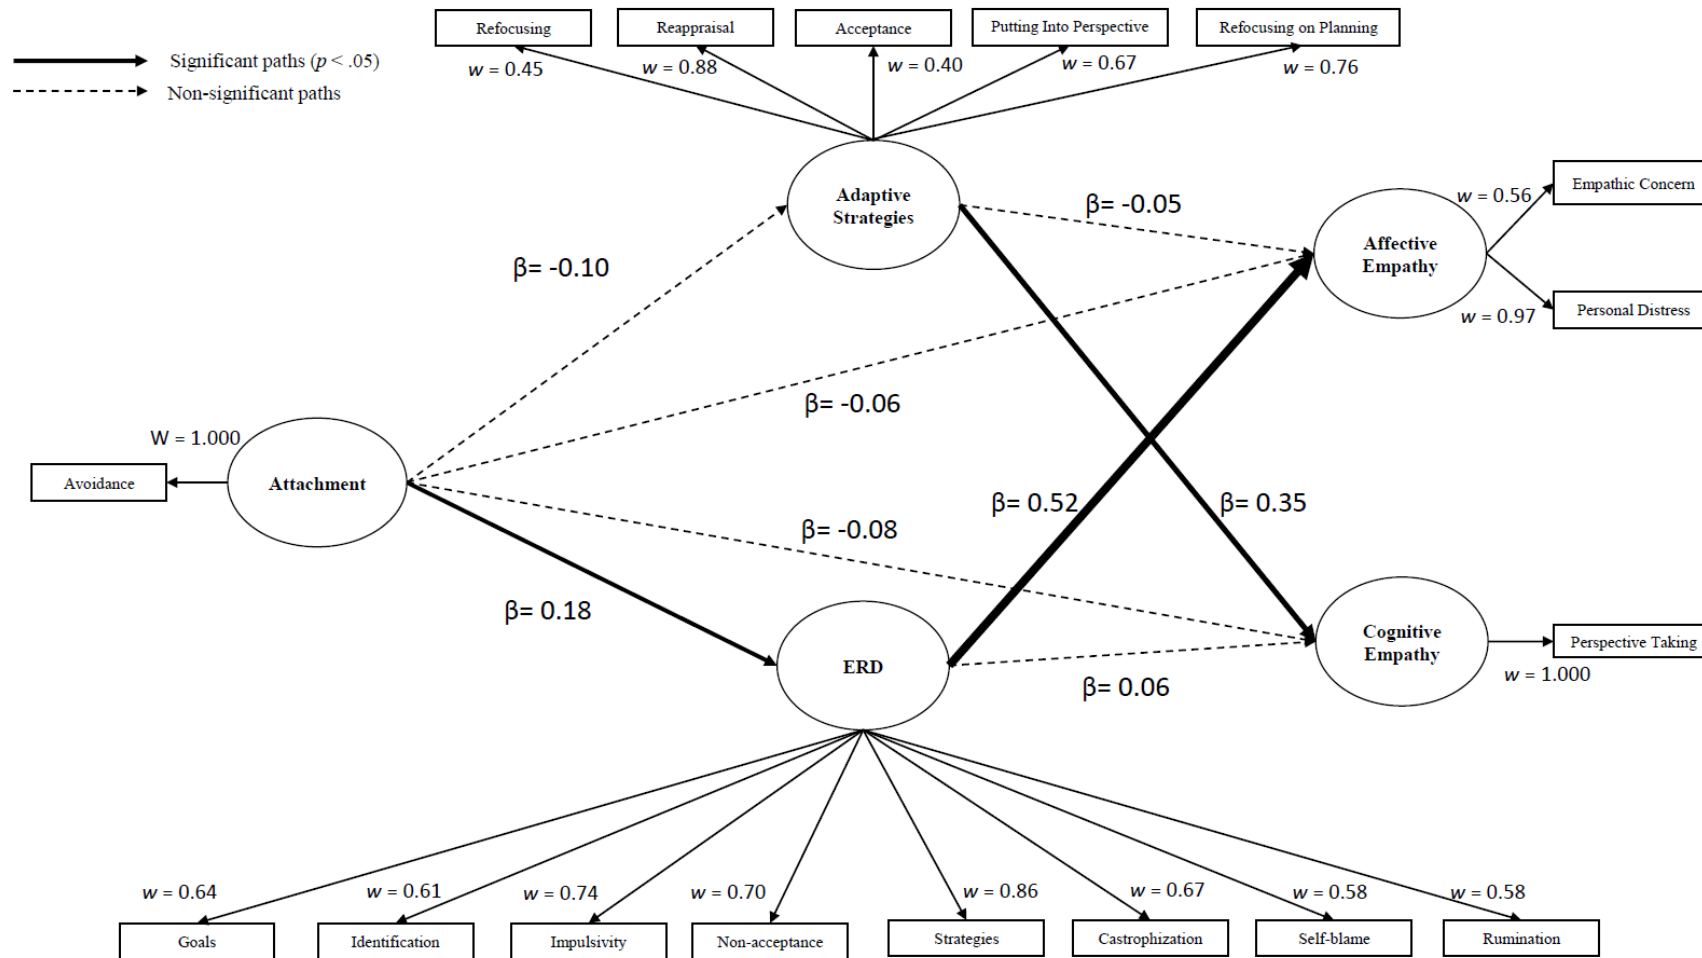 Refocusing
Reappraisal
Acceptance
Putting Into Perspective
Refocusing on Planning
Significant paths (p < .05)
Non-significant paths
w = 0.45
w = 0.88
w = 0.40
w = 0.67
w = 0.76
Adaptive
Strategies
β= -0.05
w = 0.56
Empathic Concern
Affective
Empathy
β= -0.10
w = 0.97
Personal Distress
β= -0.06
W = 1.000
Avoidance
Attachment
β= 0.52
β= 0.35
β= -0.08
β= 0.18
ERD
β= 0.06
Cognitive
Empathy
Perspective Taking
w = 1.000
w = 0.64
w = 0.61
w = 0.74
w = 0.70
w = 0.86
w = 0.67
w = 0.58
w = 0.58
Goals
Identification
Impulsivity
Non-acceptance
Strategies
Castrophization
Self-blame
Rumination